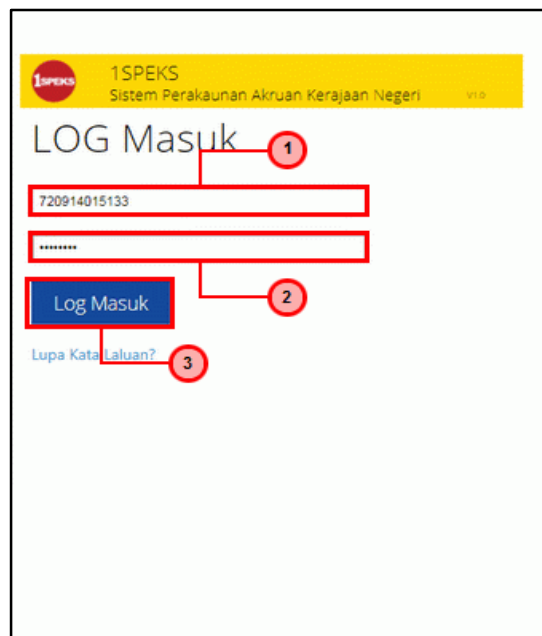 1SPEKS
1SPEKS
Sistem Perakaunan Akruan Kerajaan Negeri V1.0
LOG Masuk
1
720914015133
••••••••
2
Log Masuk
Lupa Kata Laluan?
3